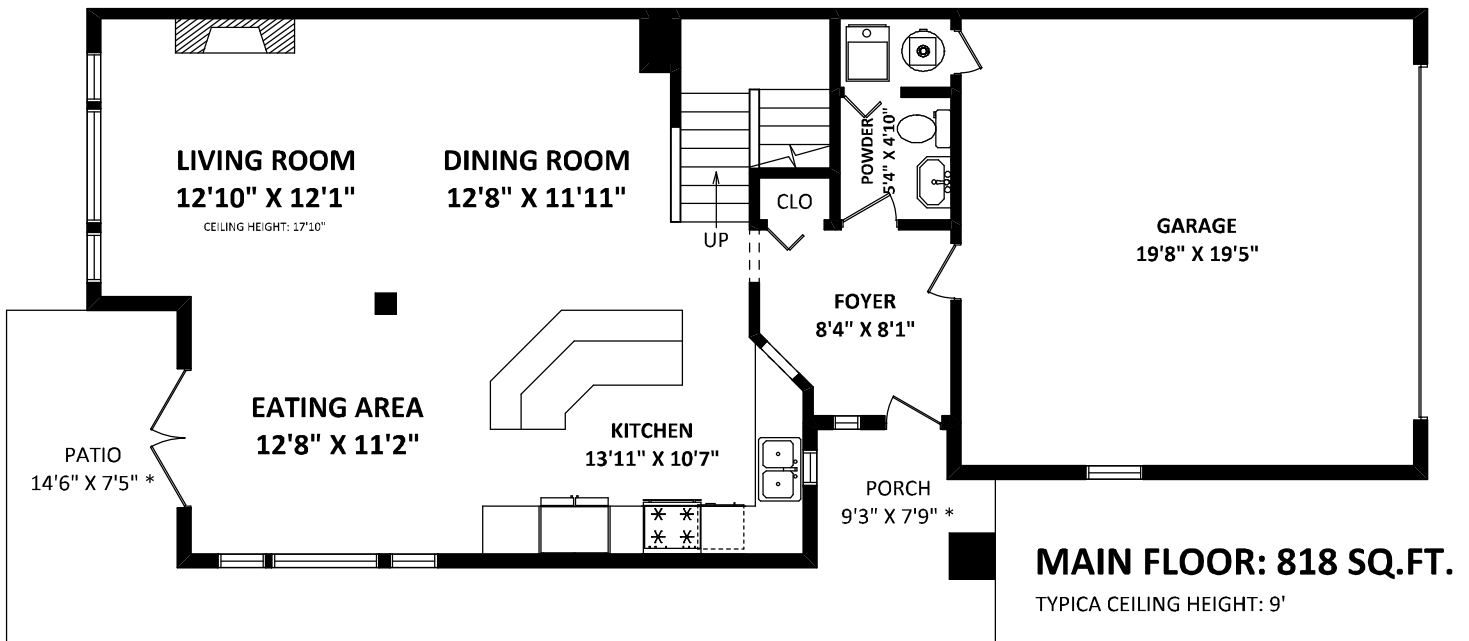 LIVING ROOM
12'10" X 12'1"
CEILING HEIGHT: 17'10"
DINING ROOM
12'8" X 11'11"
UP
CLO
POWDER
5'4" X 4'10"
GARAGE
19'8" X 19'5"
FOYER
8'4" X 8'1"
EATING AREA
12'8" X 11'2"
KITCHEN
13'11" X 10'7"
PATIO
14'6" X 7'5" *
PORCH
9'3" X 7'9" *
MAIN FLOOR: 818 SQ.FT.
TYPICA CEILING HEIGHT: 9'